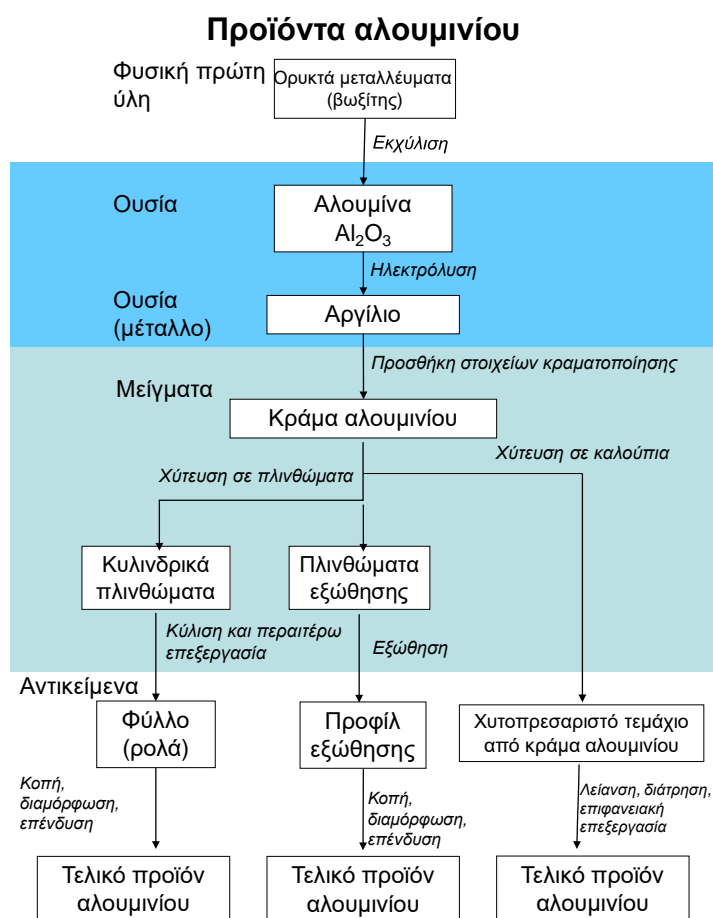 Προϊόντα αλουμινίου
Φυσική πρώτη
ύλη
Ορυκτά μεταλλεύματα
(βωξίτης)
Εκχύλιση
Ουσία
Αλουμίνα
Al₂O₃
Ηλεκτρόλυση
Ουσία
(μέταλλο)
Αργίλιο
Προσθήκη στοιχείων κραματοποίησης
Μείγματα
Κράμα αλουμινίου
Χύτευση σε καλούπια
Χύτευση σε πλινθώματα
Κυλινδρικά
πλινθώματα
Πλινθώματα
εξώθησης
Κύλιση και περαιτέρω
επεξεργασία
Εξώθηση
Αντικείμενα
Φύλλο
(ρολά)
Προφίλ
εξώθησης
Χυτοπρεσαριστό τεμάχιο
από κράμα αλουμινίου
Κοπή,
διαμόρφωση,
επένδυση
Κοπή,
διαμόρφωση,
επένδυση
Λείανση, διάτρηση,
επιφανειακή
επεξεργασία
Τελικό προϊόν
αλουμινίου
Τελικό προϊόν
αλουμινίου
Τελικό προϊόν
αλουμινίου